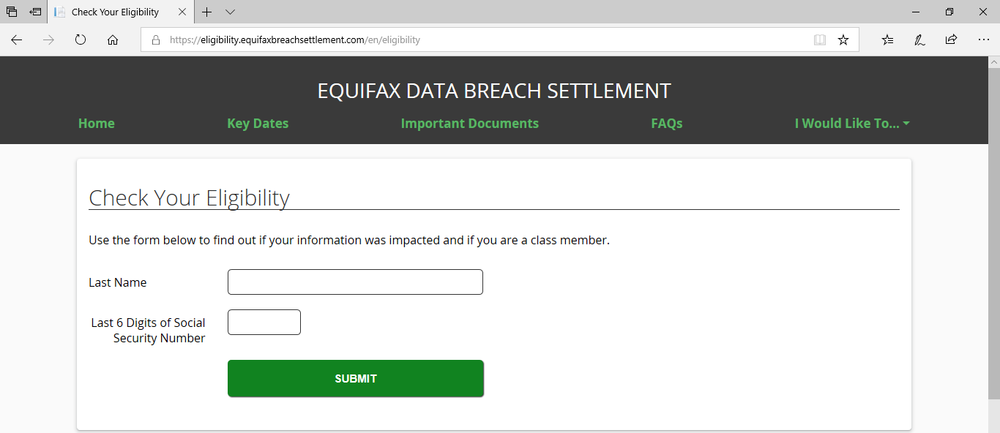 Check Your Eligibility
https://eligibility.equifaxbreachsettlement.com/en/eligibility
EQUIFAX DATA BREACH SETTLEMENT
Home Key Dates Important Documents FAQs I Would Like To...
Check Your Eligibility
Use the form below to find out if your information was impacted and if you are a class member.
Last Name
Last 6 Digits of Social
Security Number
SUBMIT